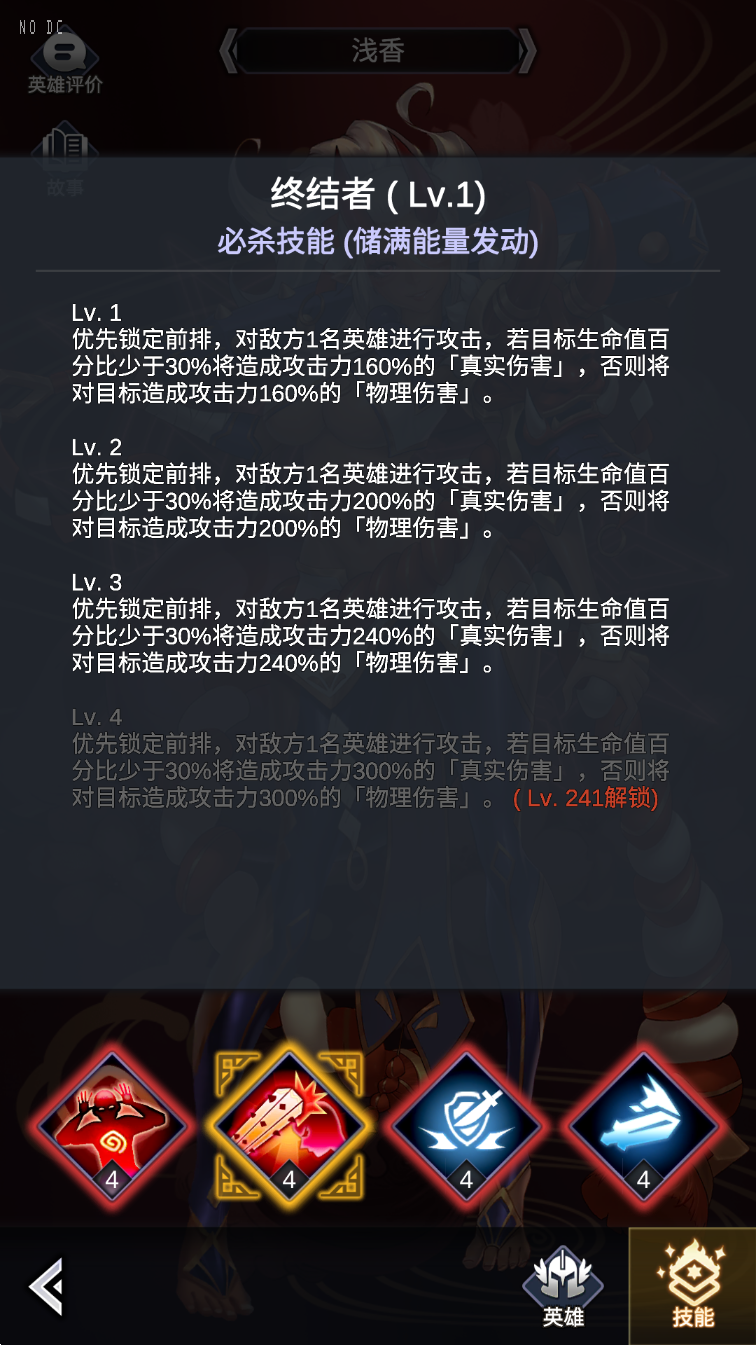 NO DC
浅香
英雄评价
故事
终结者 ( Lv.1)
必杀技能 (储满能量发动)
Lv. 1
优先锁定前排，对敌方1名英雄进行攻击，若目标生命值百
分比少于30%将造成攻击力160%的「真实伤害」，否则将
对目标造成攻击力160%的「物理伤害」。
Lv. 2
优先锁定前排，对敌方1名英雄进行攻击，若目标生命值百
分比少于30%将造成攻击力200%的「真实伤害」，否则将
对目标造成攻击力200%的「物理伤害」。
Lv. 3
优先锁定前排，对敌方1名英雄进行攻击，若目标生命值百
分比少于30%将造成攻击力240%的「真实伤害」，否则将
对目标造成攻击力240%的「物理伤害」。
Lv. 4
优先锁定前排，对敌方1名英雄进行攻击，若目标生命值百
分比少于30%将造成攻击力300%的「真实伤害」，否则将
对目标造成攻击力300%的「物理伤害」。 ( Lv. 241解锁)
4 4 4 4
英雄
技能